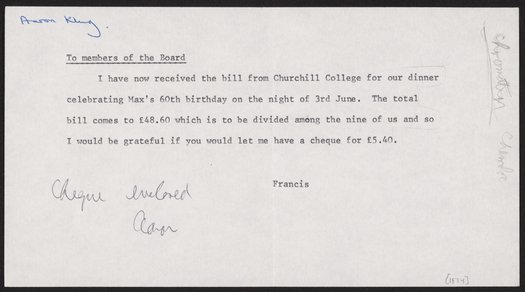 Aaron Klug.
To members of the Board
I have now received the bill from Churchill College for our dinner
celebrating Max's 60th birthday on the night of 3rd June. The total
bill comes to £48.60 which is to be divided among the nine of us and so
I would be grateful if you would let me have a cheque for £5.40.
Francis
Cheque enclosed
Aaron
[1974]